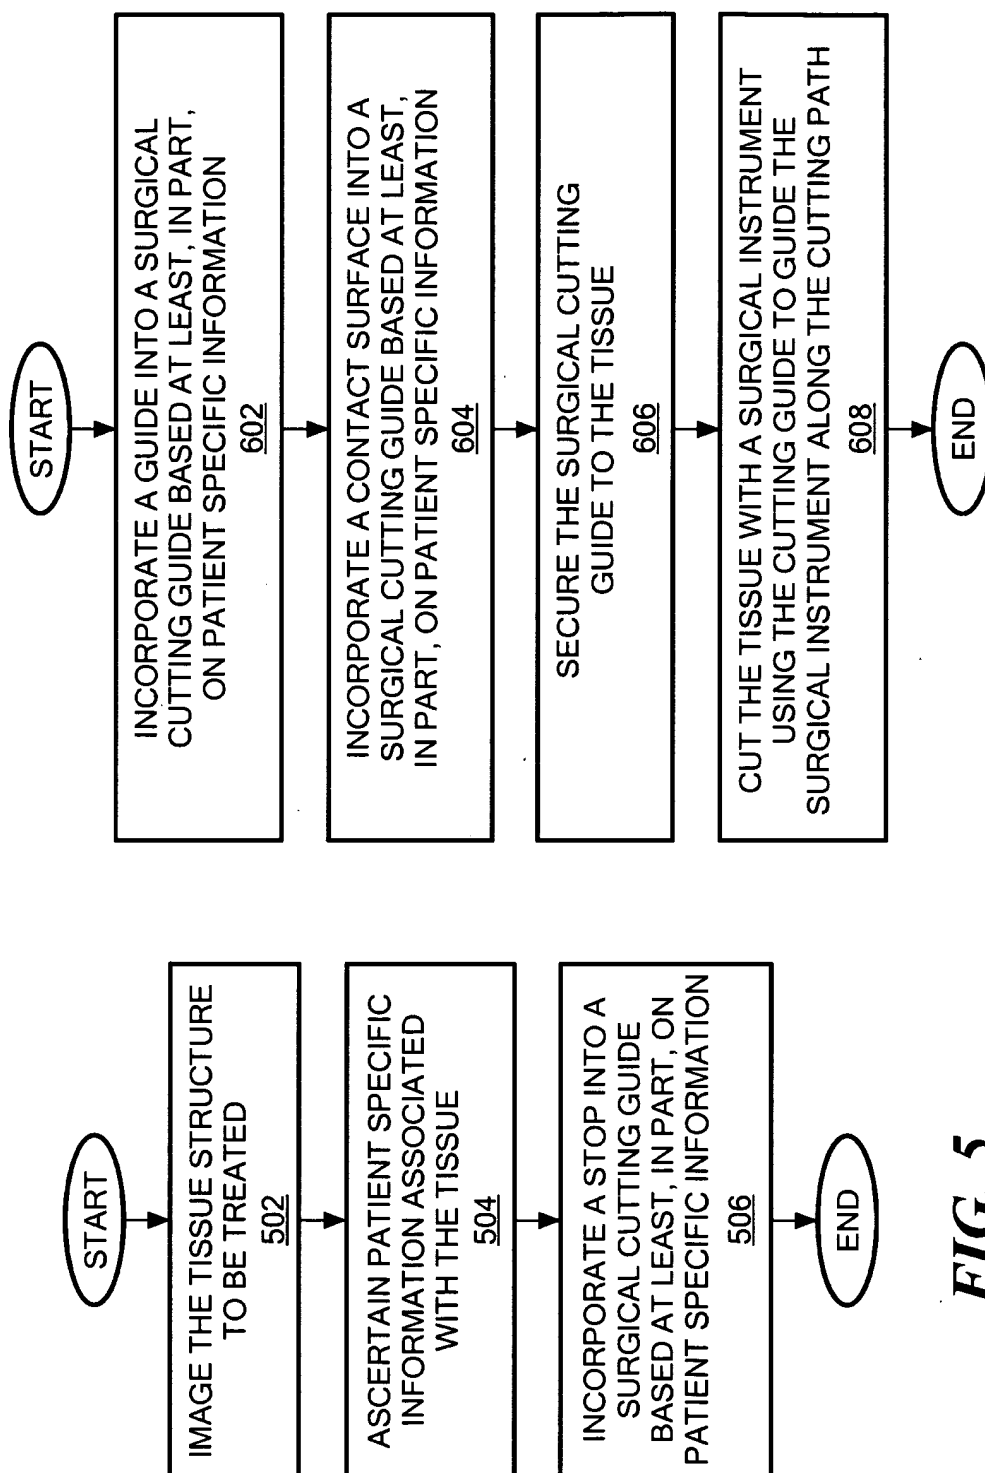 START
IMAGE THE TISSUE STRUCTURE
TO BE TREATED
502
ASCERTAIN PATIENT SPECIFIC
INFORMATION ASSOCIATED
WITH THE TISSUE
504
INCORPORATE A STOP INTO A
SURGICAL CUTTING GUIDE
BASED AT LEAST, IN PART, ON
PATIENT SPECIFIC INFORMATION
506
END
FIG. 5
START
INCORPORATE A GUIDE INTO A SURGICAL
CUTTING GUIDE BASED AT LEAST, IN PART,
ON PATIENT SPECIFIC INFORMATION
602
INCORPORATE A CONTACT SURFACE INTO A
SURGICAL CUTTING GUIDE BASED AT LEAST,
IN PART, ON PATIENT SPECIFIC INFORMATION
604
SECURE THE SURGICAL CUTTING
GUIDE TO THE TISSUE
606
CUT THE TISSUE WITH A SURGICAL INSTRUMENT
USING THE CUTTING GUIDE TO GUIDE THE
SURGICAL INSTRUMENT ALONG THE CUTTING PATH
608
END